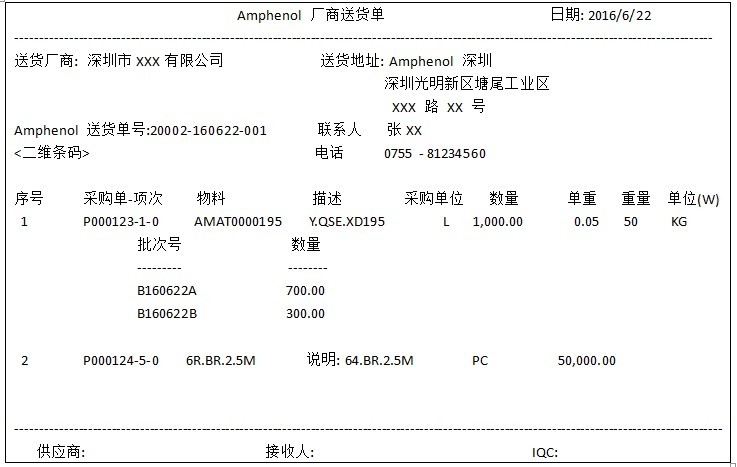 Amphenol 厂商送货单 日期: 2016/6/22
送货厂商: 深圳市 XXX 有限公司 送货地址: Amphenol 深圳
深圳光明新区塘尾工业区
XXX 路 XX 号
Amphenol 送货单号:20002-160622-001 联系人 张 XX
<二维条码> 电话 0755 - 81234560
序号 采购单-项次 物料 描述 采购单位 数量 单重 重量 单位(W)
1 P000123-1-0 AMAT0000195 Y.QSE.XD195 L 1,000.00 0.05 50 KG
批次号 数量
--------- --------
B160622A 700.00
B160622B 300.00
2 P000124-5-0 6R.BR.2.5M 说明: 64.BR.2.5M PC 50,000.00
供应商: 接收人: IQC: